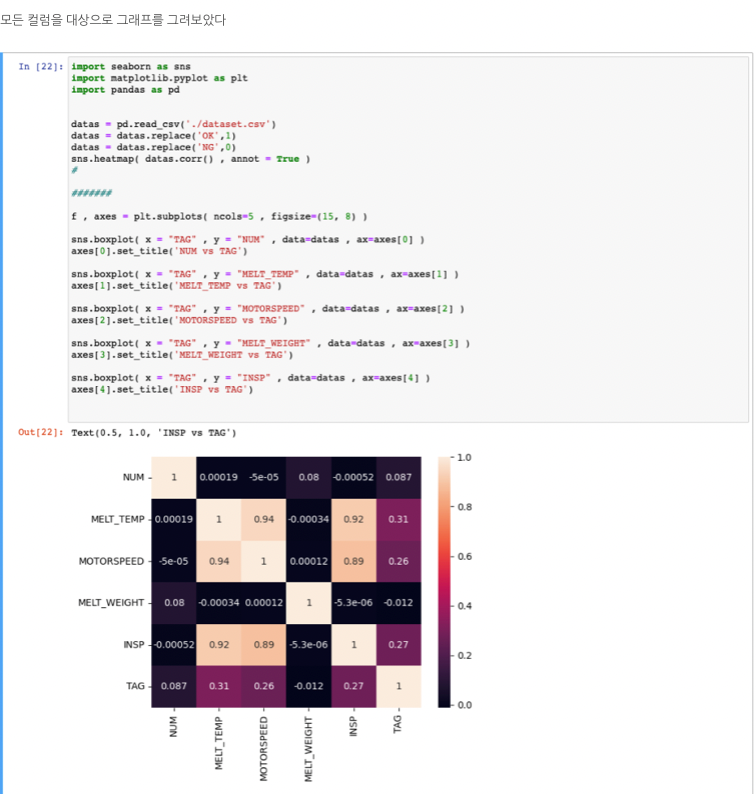 모든 컬럼을 대상으로 그래프를 그려보았다
In [22]: import seaborn as sns
import matplotlib.pyplot as plt
import pandas as pd
datas = pd.read_csv('./dataset.csv')
datas = datas.replace('OK',1)
datas = datas.replace('NG',0)
sns.heatmap( datas.corr() , annot = True )
#
#######
f , axes = plt.subplots( ncols=5 , figsize=(15, 8) )
sns.boxplot( x = "TAG" , y = "NUM" , data=datas , ax=axes[0] )
axes[0].set_title('NUM vs TAG')
sns.boxplot( x = "TAG" , y = "MELT_TEMP" , data=datas , ax=axes[1] )
axes[1].set_title('MELT_TEMP vs TAG')
sns.boxplot( x = "TAG" , y = "MOTORSPEED" , data=datas , ax=axes[2] )
axes[2].set_title('MOTORSPEED vs TAG')
sns.boxplot( x = "TAG" , y = "MELT_WEIGHT" , data=datas , ax=axes[3] )
axes[3].set_title('MELT_WEIGHT vs TAG')
sns.boxplot( x = "TAG" , y = "INSP" , data=datas , ax=axes[4] )
axes[4].set_title('INSP vs TAG')
Out[22]: Text(0.5, 1.0, 'INSP vs TAG')
NUM 1 0.00019 -5e-05 0.08 -0.00052 0.087
MELT_TEMP 0.00019 1 0.94 -0.00034 0.92 0.31
MOTORSPEED -5e-05 0.94 1 0.00012 0.89 0.26
MELT_WEIGHT 0.08 -0.00034 0.00012 1 -5.3e-06 -0.012
INSP -0.00052 0.92 0.89 -5.3e-06 1 0.27
TAG 0.087 0.31 0.26 -0.012 0.27 1
NUM MELT_TEMP MOTORSPEED MELT_WEIGHT INSP TAG
1.0
0.8
0.6
0.4
0.2
0.0